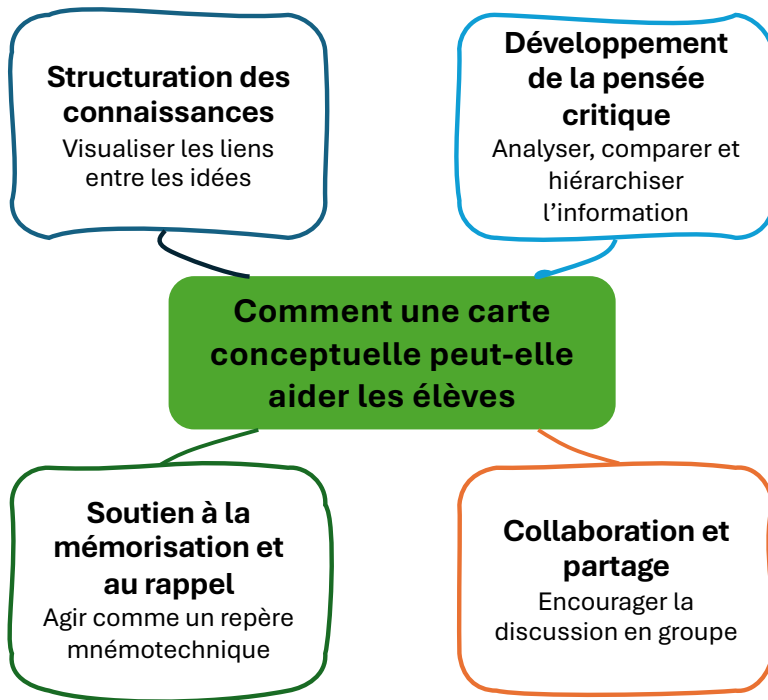 Structuration des
connaissances
Visualiser les liens
entre les idées
Développement
de la pensée
critique
Analyser, comparer et
hiérarchiser
l’information
Comment une carte
conceptuelle peut-elle
aider les élèves
Soutien à la
mémorisation et
au rappel
Agir comme un repère
mnémotechnique
Collaboration et
partage
Encourager la
discussion en groupe